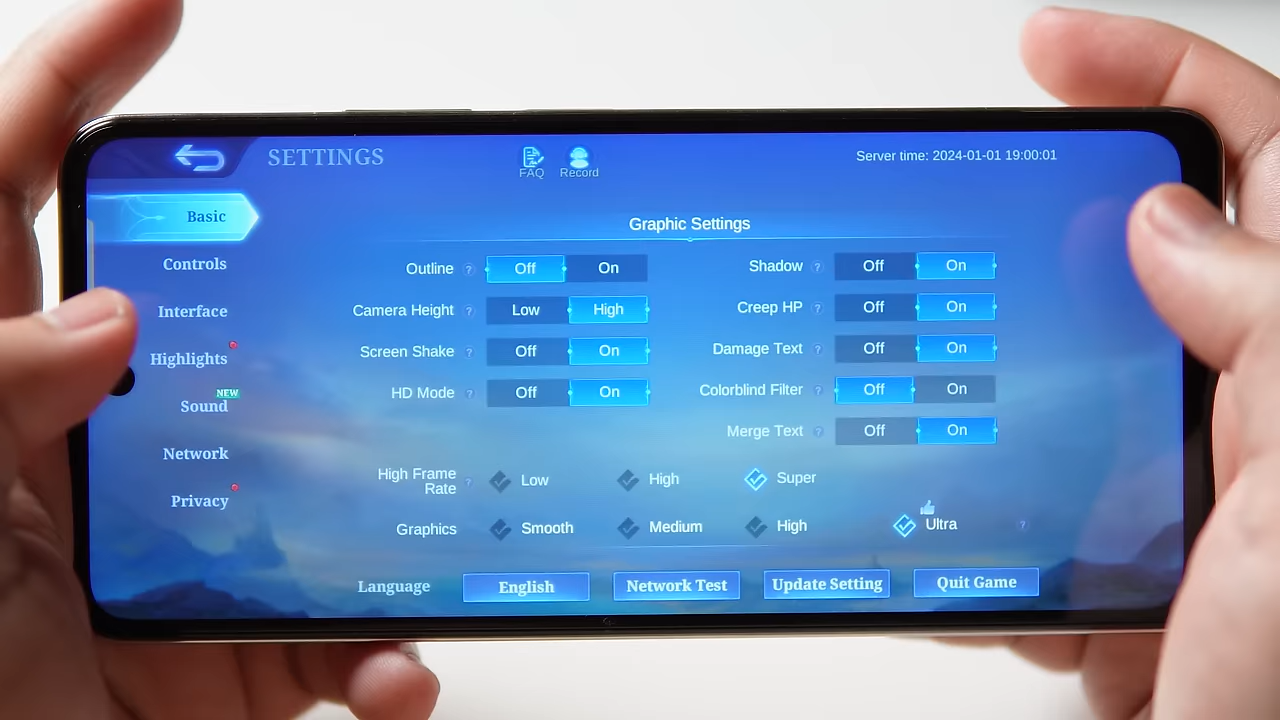 SETTINGS
FAQ
Record
Server time: 2024-01-01 19:00:01
Basic
Controls
Interface
Highlights
NEW
Sound
Network
Privacy
Graphic Settings
Outline ? Off On
Shadow ? Off On
Camera Height ? Low High
Creep HP ? Off On
Screen Shake ? Off On
Damage Text ? Off On
HD Mode ? Off On
Colorblind Filter ? Off On
Merge Text ? Off On
High Frame
Rate ? Low High Super
Graphics Smooth Medium High Ultra ?
Language English Network Test Update Setting Quit Game